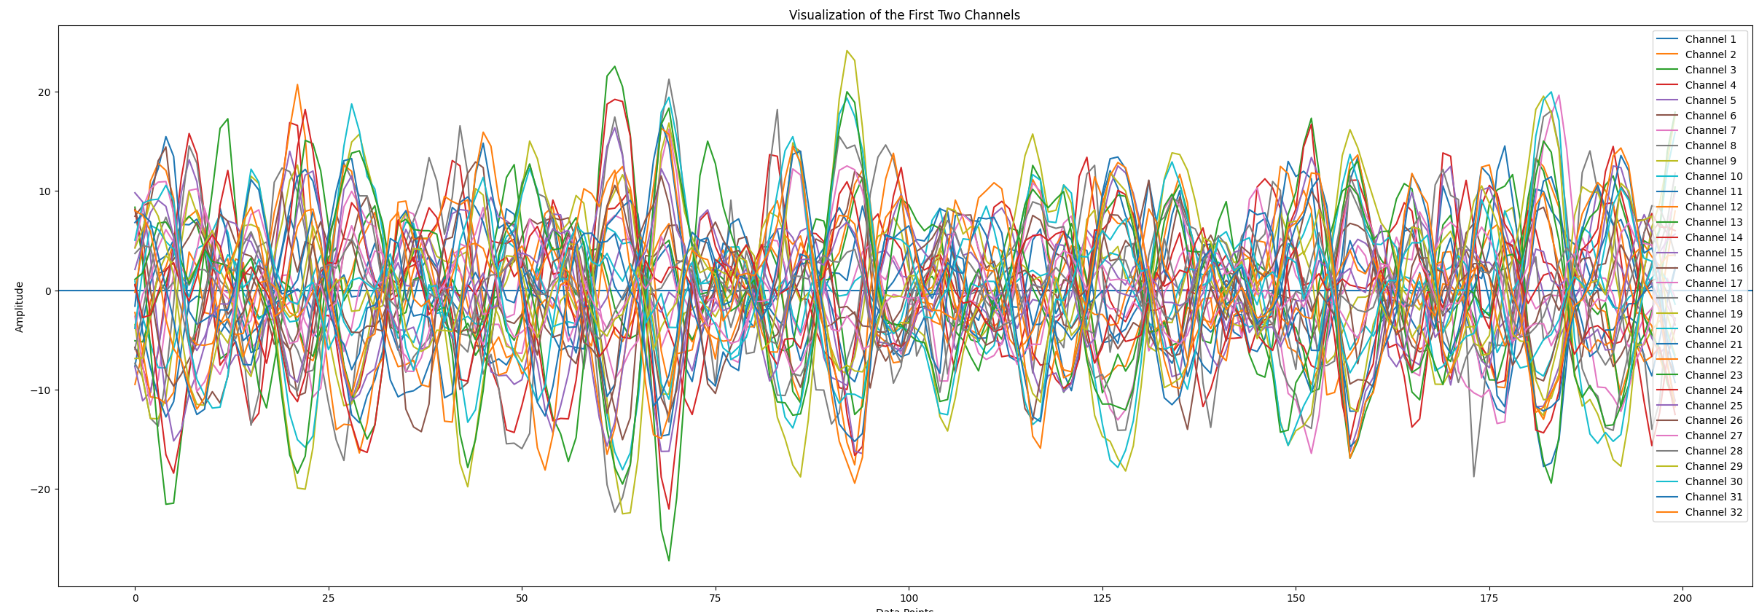 Visualization of the First Two Channels
Amplitude
20
10
0
−10
−20
0 25 50 75 100 125 150 175 200
Data Points
Channel 1
Channel 2
Channel 3
Channel 4
Channel 5
Channel 6
Channel 7
Channel 8
Channel 9
Channel 10
Channel 11
Channel 12
Channel 13
Channel 14
Channel 15
Channel 16
Channel 17
Channel 18
Channel 19
Channel 20
Channel 21
Channel 22
Channel 23
Channel 24
Channel 25
Channel 26
Channel 27
Channel 28
Channel 29
Channel 30
Channel 31
Channel 32